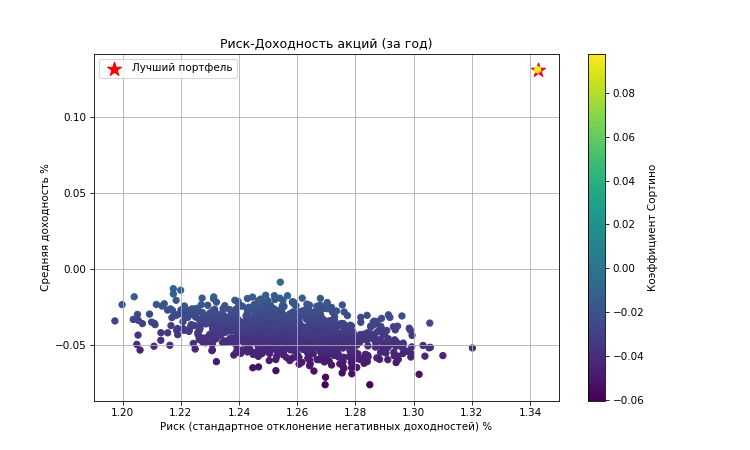 Риск-Доходность акций (за год)
Лучший портфель
0.10
0.05
0.00
−0.05
Средняя доходность %
1.20 1.22 1.24 1.26 1.28 1.30 1.32 1.34
Риск (стандартное отклонение негативных доходностей) %
0.08
0.06
0.04
0.02
0.00
−0.02
−0.04
−0.06
Коэффициент Сортино